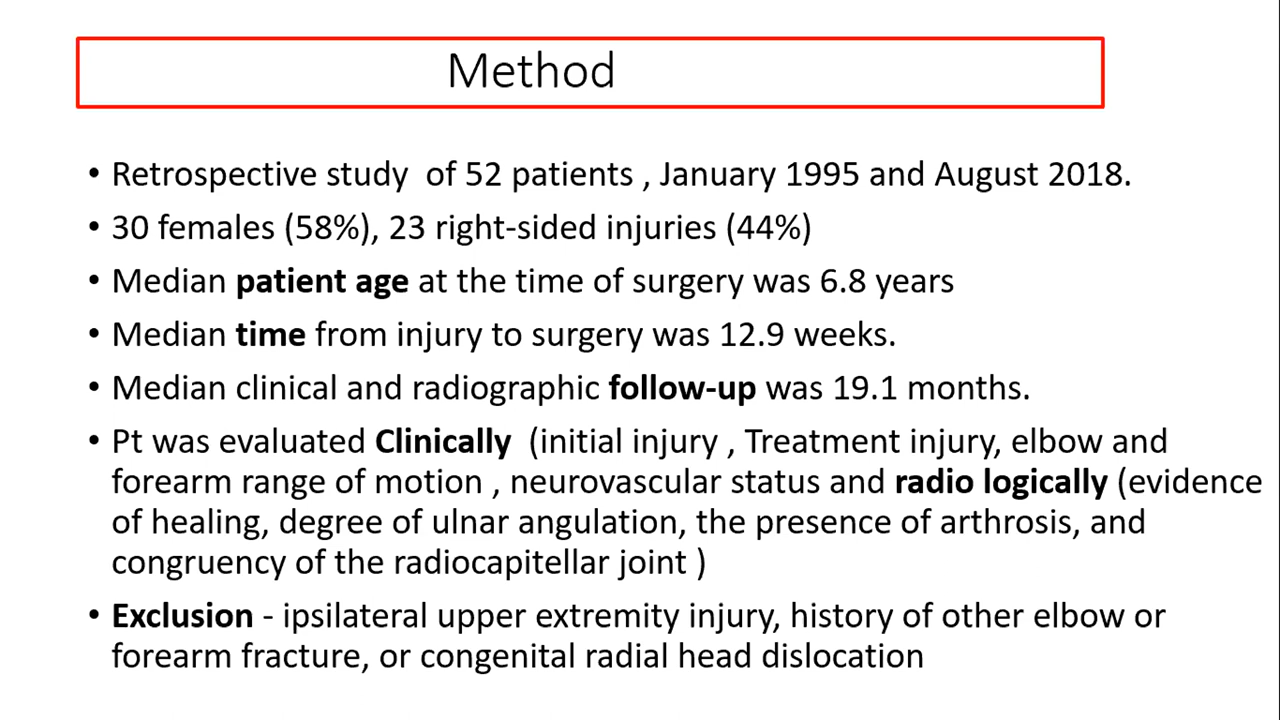 Method
• Retrospective study of 52 patients , January 1995 and August 2018.
• 30 females (58%), 23 right-sided injuries (44%)
• Median patient age at the time of surgery was 6.8 years
• Median time from injury to surgery was 12.9 weeks.
• Median clinical and radiographic follow-up was 19.1 months.
• Pt was evaluated Clinically (initial injury , Treatment injury, elbow and
forearm range of motion , neurovascular status and radio logically (evidence
of healing, degree of ulnar angulation, the presence of arthrosis, and
congruency of the radiocapitellar joint )
• Exclusion - ipsilateral upper extremity injury, history of other elbow or
forearm fracture, or congenital radial head dislocation